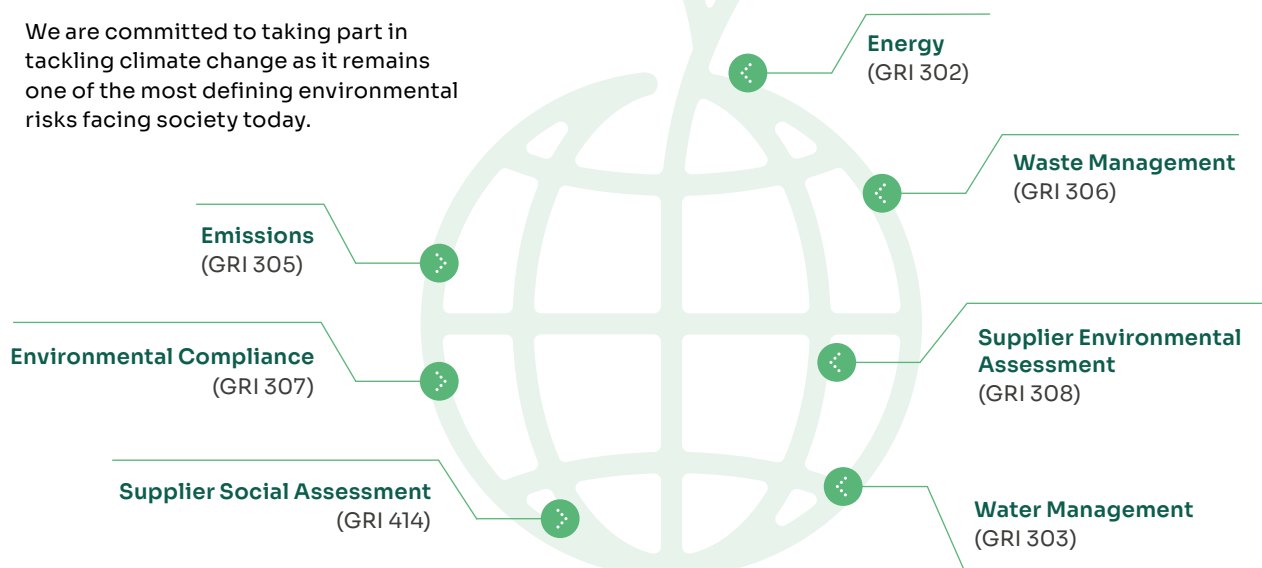 We are committed to taking part in
tackling climate change as it remains
one of the most defining environmental
risks facing society today.
Energy
(GRI 302)
Waste Management
(GRI 306)
Emissions
(GRI 305)
Supplier Environmental
Assessment
(GRI 308)
Environmental Compliance
(GRI 307)
Supplier Social Assessment
(GRI 414)
Water Management
(GRI 303)